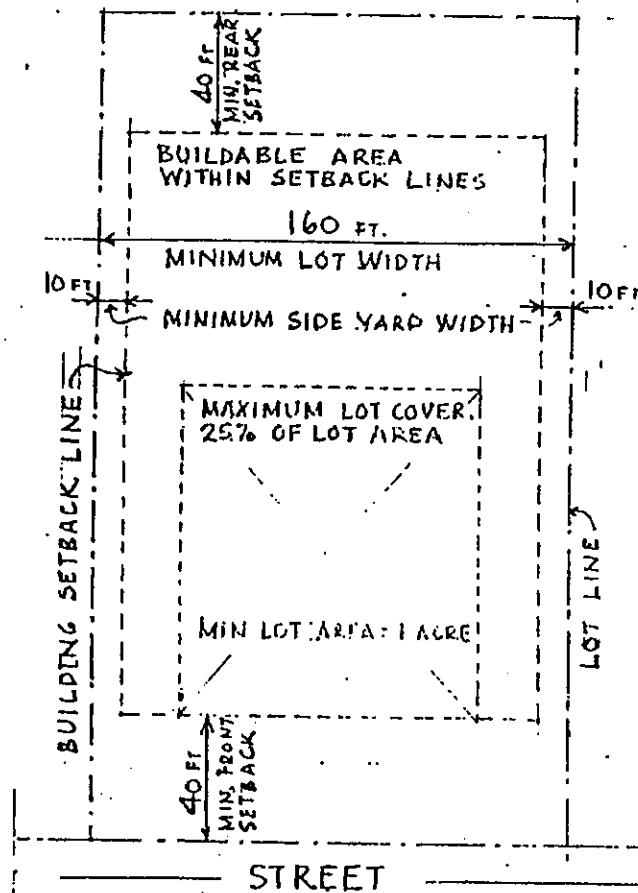 40 FT
MIN. REAR
SETBACK
BUILDABLE AREA
WITHIN SETBACK LINES
160 FT.
MINIMUM LOT WIDTH
10 FT
10 FT
MINIMUM SIDE YARD WIDTH
BUILDING SETBACK LINE
MAXIMUM LOT COVER.
25% OF LOT AREA
LOT LINE
MIN LOT AREA = 1 ACRE
40 FT
MIN. FRONT
SETBACK
STREET